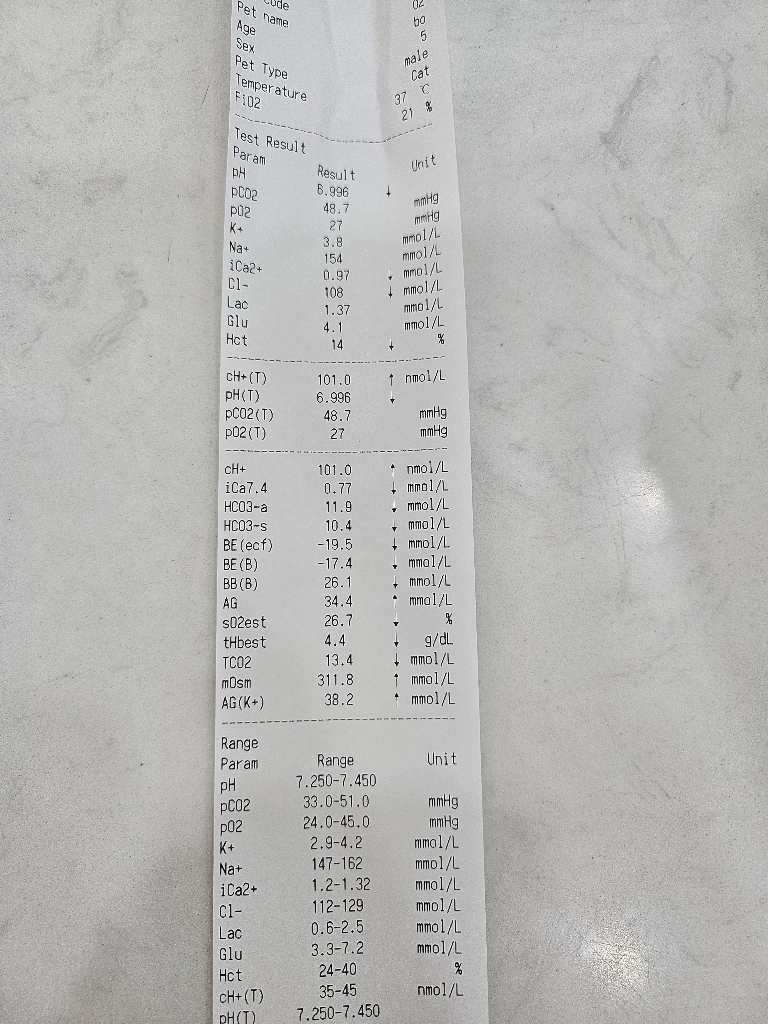 Code 02
Pet name bo
Age 5
Sex male
Pet Type Cat
Temperature 37 ℃
FiO2 21 %
Test Result
Param Result Unit
pH 6.996 ↓
pCO2 48.7 mmHg
pO2 27 mmHg
K+ 3.8 mmol/L
Na+ 154 mmol/L
iCa2+ 0.97 ↓ mmol/L
Cl- 108 ↓ mmol/L
Lac 1.37 mmol/L
Glu 4.1 mmol/L
Hct 14 ↓ %
cH+(T) 101.0 ↑ nmol/L
pH(T) 6.996 ↓
pCO2(T) 48.7 mmHg
pO2(T) 27 mmHg
cH+ 101.0 ↑ nmol/L
iCa7.4 0.77 ↓ mmol/L
HCO3-a 11.9 ↓ mmol/L
HCO3-s 10.4 ↓ mmol/L
BE(ecf) -19.5 ↓ mmol/L
BE(B) -17.4 ↓ mmol/L
BB(B) 26.1 ↓ mmol/L
AG 34.4 ↑ mmol/L
sO2est 26.7 ↓ %
tHbest 4.4 ↓ g/dL
TCO2 13.4 ↓ mmol/L
mOsm 311.8 ↑ mmol/L
AG(K+) 38.2 ↑ mmol/L
Range
Param Range Unit
pH 7.250-7.450
pCO2 33.0-51.0 mmHg
pO2 24.0-45.0 mmHg
K+ 2.9-4.2 mmol/L
Na+ 147-162 mmol/L
iCa2+ 1.2-1.32 mmol/L
Cl- 112-129 mmol/L
Lac 0.6-2.5 mmol/L
Glu 3.3-7.2 mmol/L
Hct 24-40 %
cH+(T) 35-45 nmol/L
pH(T) 7.250-7.450